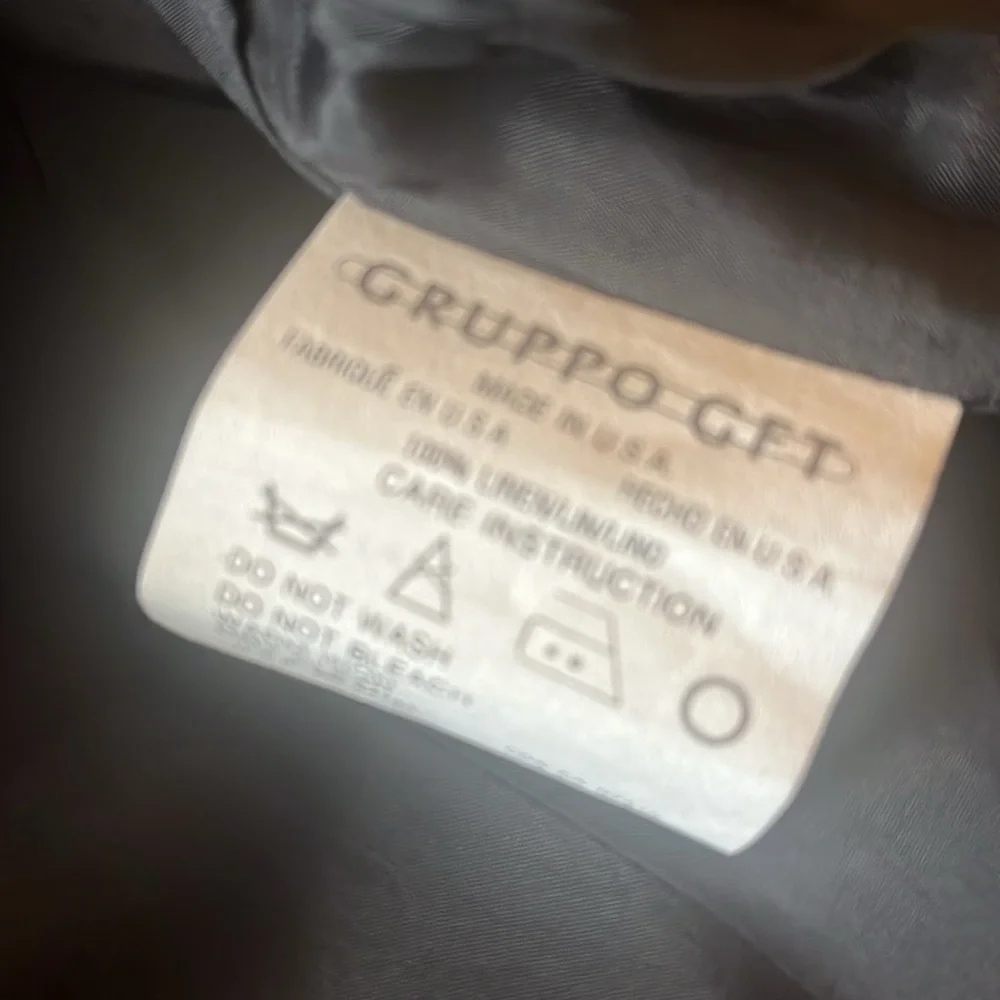 GRUPPO GFT
MADE IN U.S.A.
FABRIQUÉ EN U.S.A. HECHO EN U.S.A.
100% LINEN/LIN/LINO
CARE INSTRUCTION
DO NOT WASH
DO NOT BLEACH